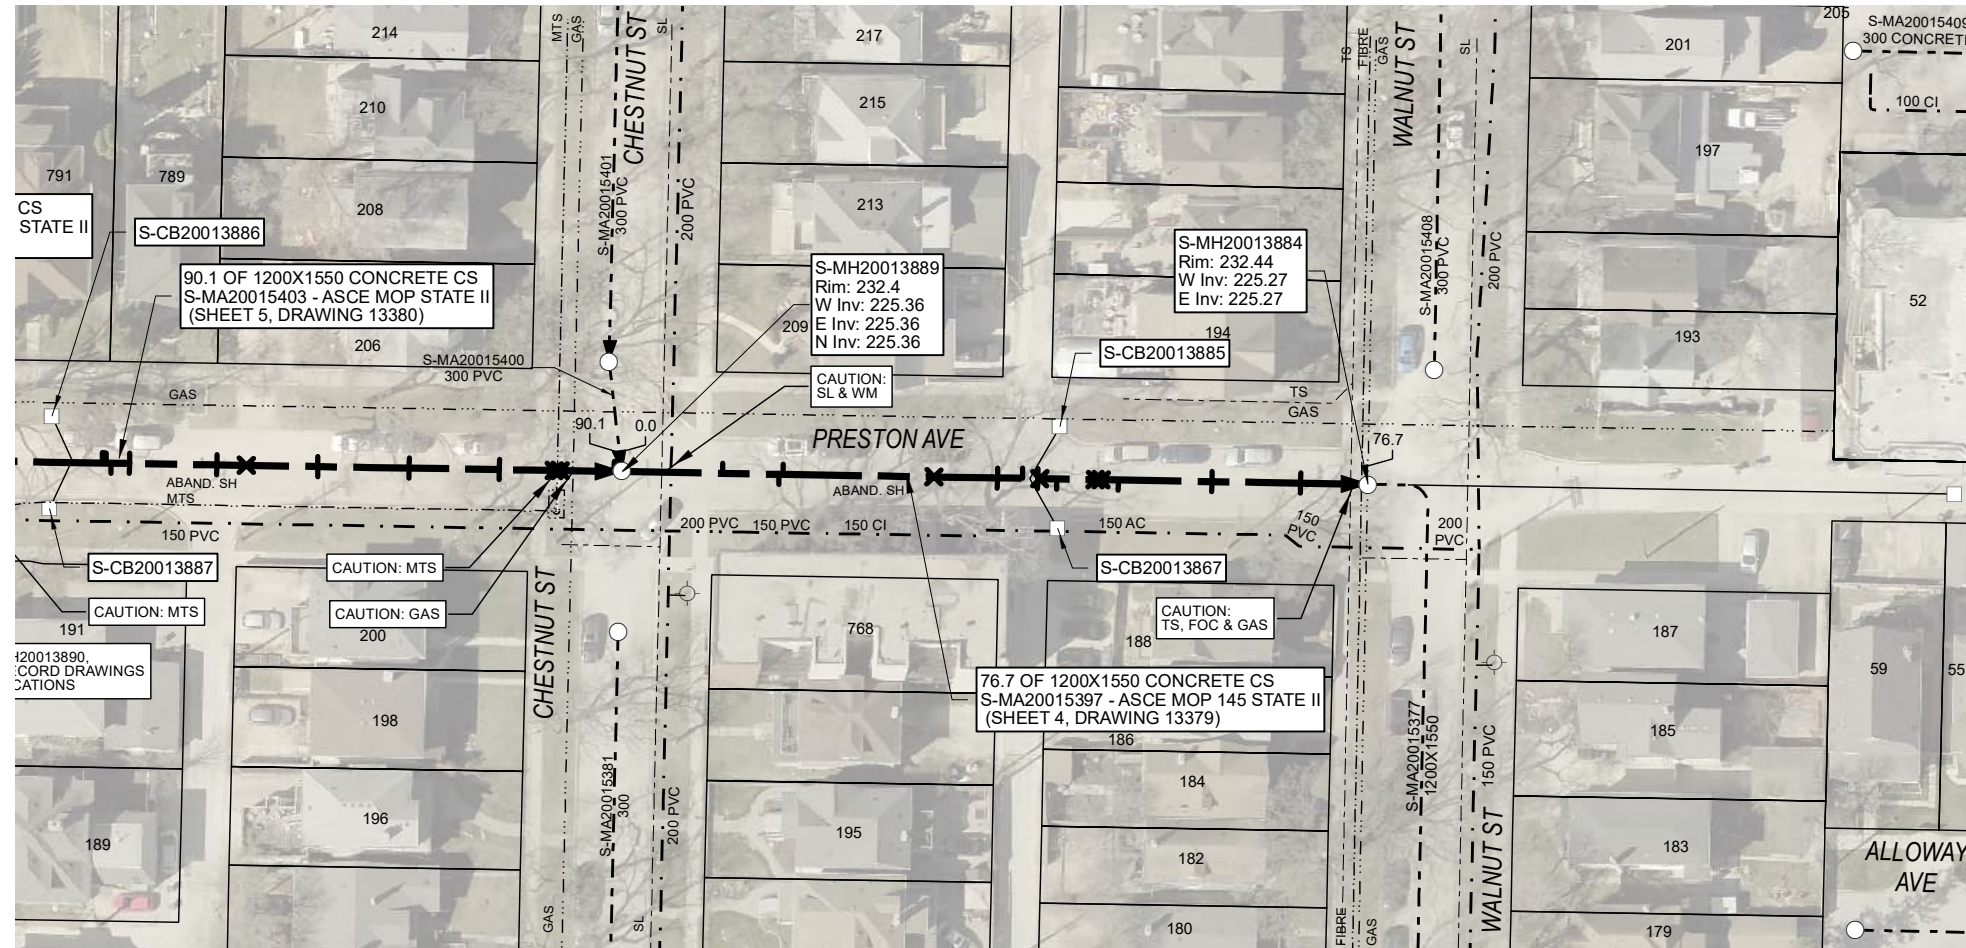 214
217
201
205
S-MA20015409
300 CONCRETE
MTS
GAS
CHESTNUT ST
SL
TS
FIBRE
GAS
WALNUT ST
SL
210
215
100 CI
197
791
789
208
213
S-MA20015401
300 PVC
200 PVC
S-MA20015408
300 PVC
200 PVC
CS
STATE II
S-CB20013886
90.1 OF 1200X1550 CONCRETE CS
S-MA20015403 - ASCE MOP STATE II
(SHEET 5, DRAWING 13380)
S-MH20013889
Rim: 232.4
W Inv: 225.36
E Inv: 225.36
N Inv: 225.36
S-MH20013884
Rim: 232.44
W Inv: 225.27
E Inv: 225.27
52
206
209
194
193
S-MA20015400
300 PVC
S-CB20013885
CAUTION:
SL & WM
GAS
TS
GAS
90.1
0.0
PRESTON AVE
76.7
ABAND. SH
MTS
ABAND. SH
150 PVC
200 PVC
150 PVC
150 CI
150 AC
150
PVC
200
PVC
S-CB20013887
CAUTION: MTS
S-CB20013867
CAUTION: MTS
CAUTION: GAS
CAUTION:
TS, FOC & GAS
191
200
CHESTNUT ST
768
188
187
H20013890,
ECORD DRAWINGS
CATIONS
59
55
76.7 OF 1200X1550 CONCRETE CS
S-MA20015397 - ASCE MOP 145 STATE II
(SHEET 4, DRAWING 13379)
198
186
185
S-MA20015381
300
200 PVC
S-MA20015377
1200X1550
150 PVC
WALNUT ST
184
196
195
189
182
183
ALLOWAY
AVE
GAS
SL
180
FIBRE
GAS
179